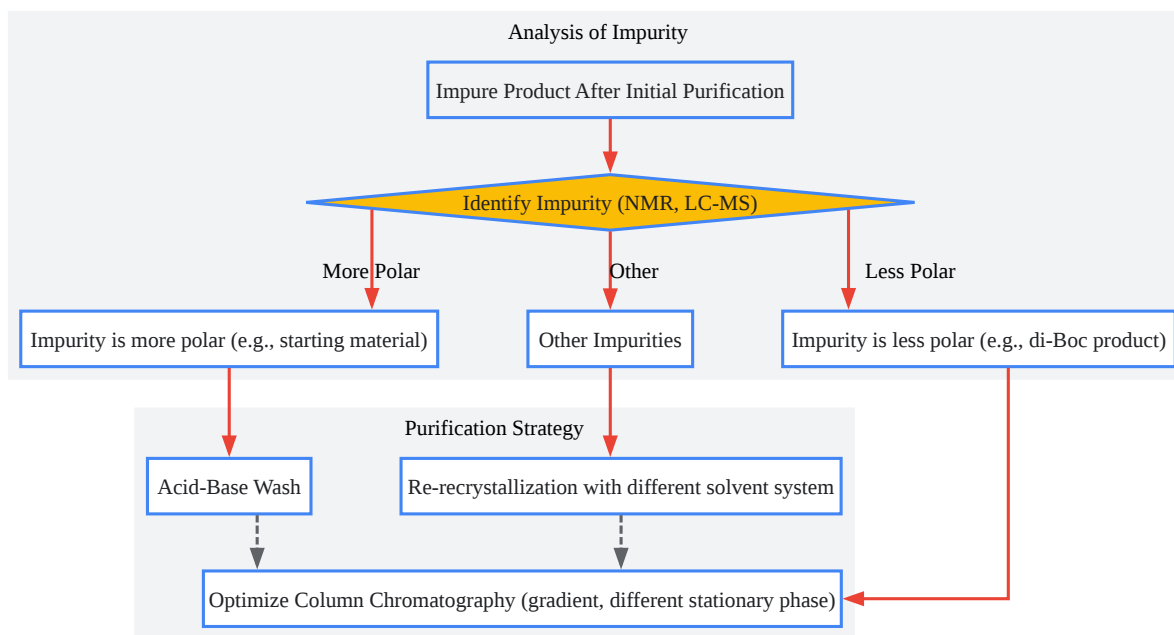 Analysis of Impurity
Impure Product After Initial Purification
Identify Impurity (NMR, LC-MS)
More Polar
Other
Less Polar
Impurity is more polar (e.g., starting material)
Other Impurities
Impurity is less polar (e.g., di-Boc product)
Purification Strategy
Acid-Base Wash
Re-recrystallization with different solvent system
Optimize Column Chromatography (gradient, different stationary phase)